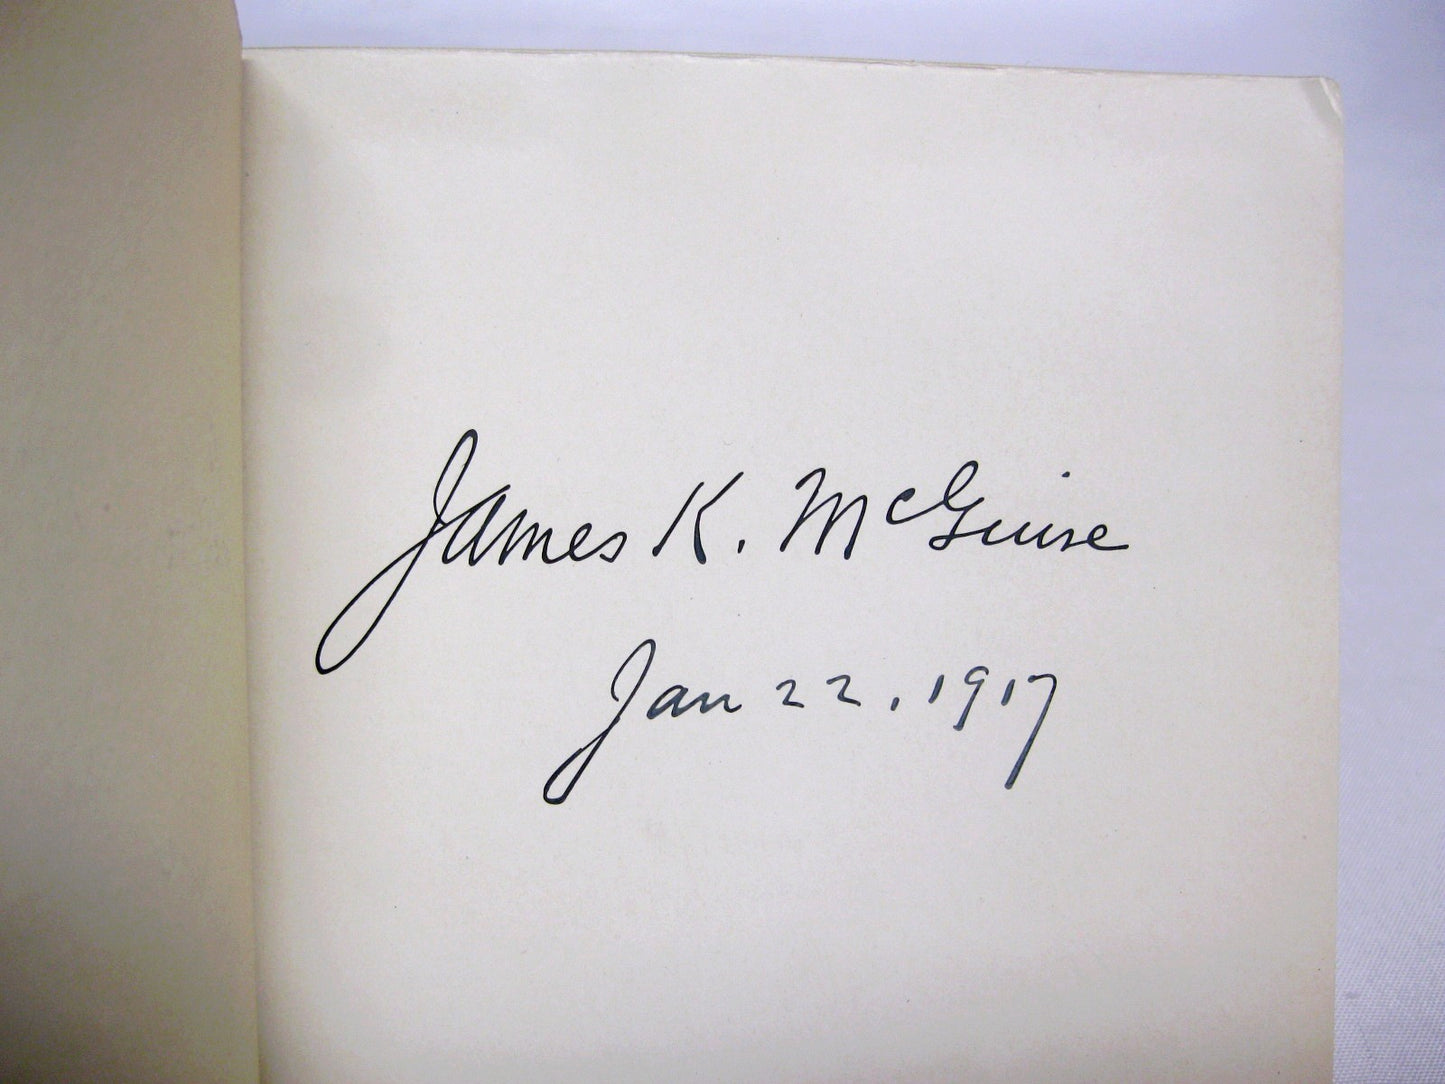 James K. McGuire
Jan 22, 1917